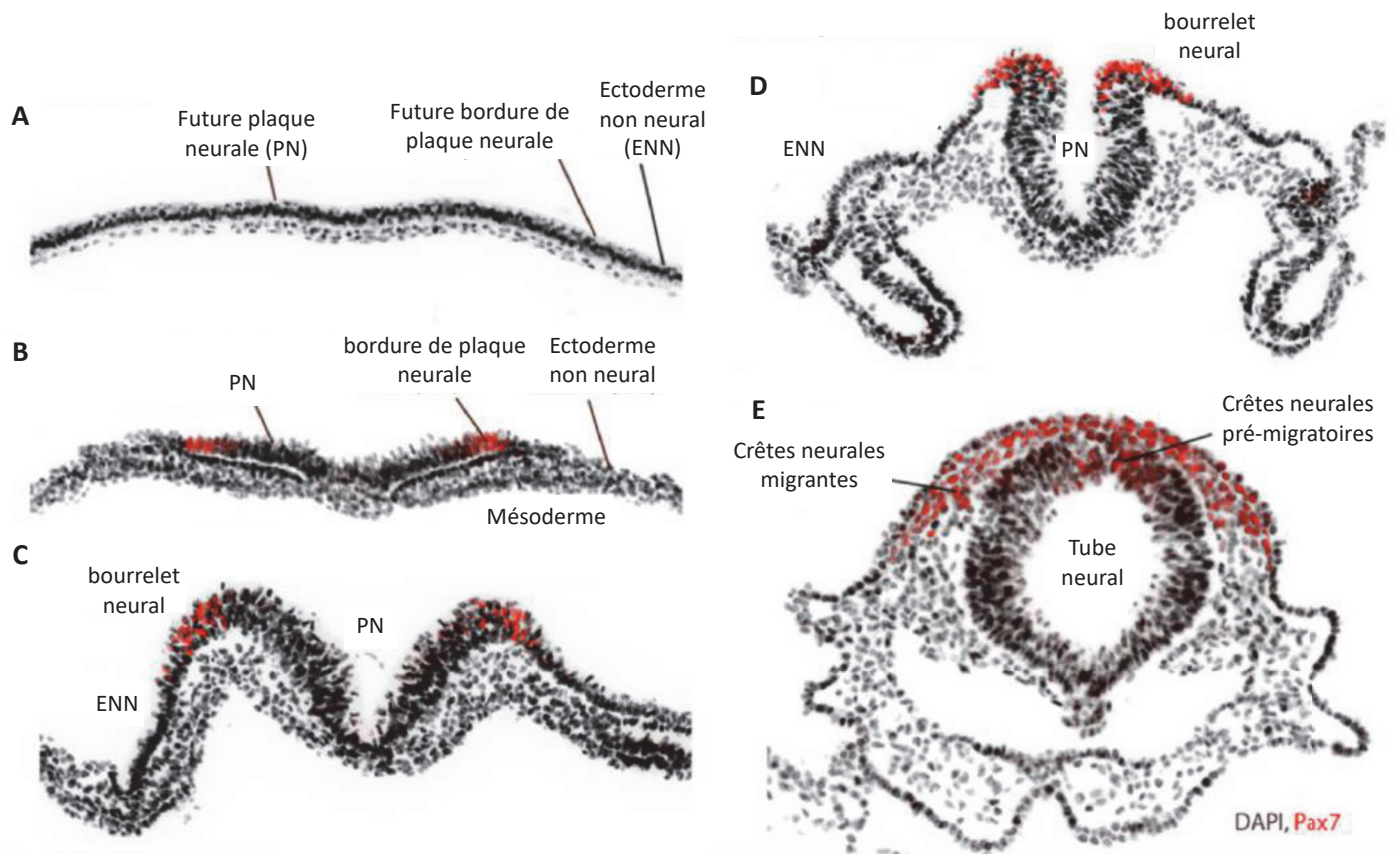 A
Future plaque
neurale (PN)
Future bordure de
plaque neurale
Ectoderme
non neural
(ENN)
B
PN
bordure de plaque
neurale
Ectoderme
non neural
Mésoderme
C
bourrelet
neural
PN
ENN
D
bourrelet
neural
ENN
PN
E
Crêtes neurales
pré-migratoires
Crêtes neurales
migrantes
Tube
neural
DAPI, Pax7